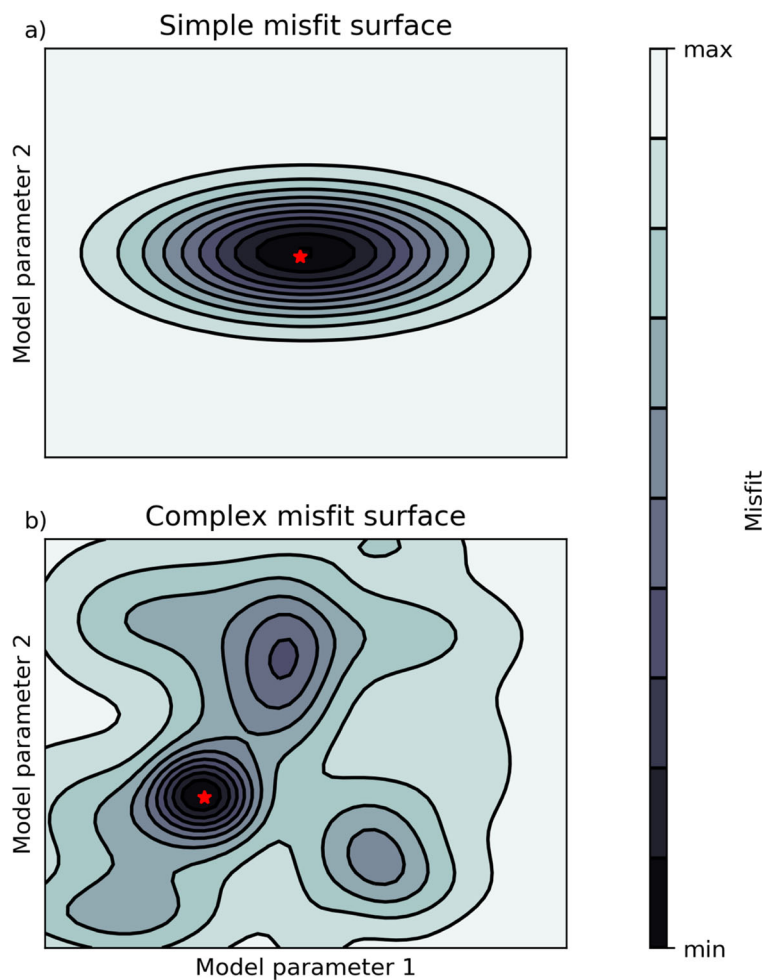 a)
Simple misfit surface
max
Model parameter 2
Misfit
b)
Complex misfit surface
Model parameter 2
min
Model parameter 1